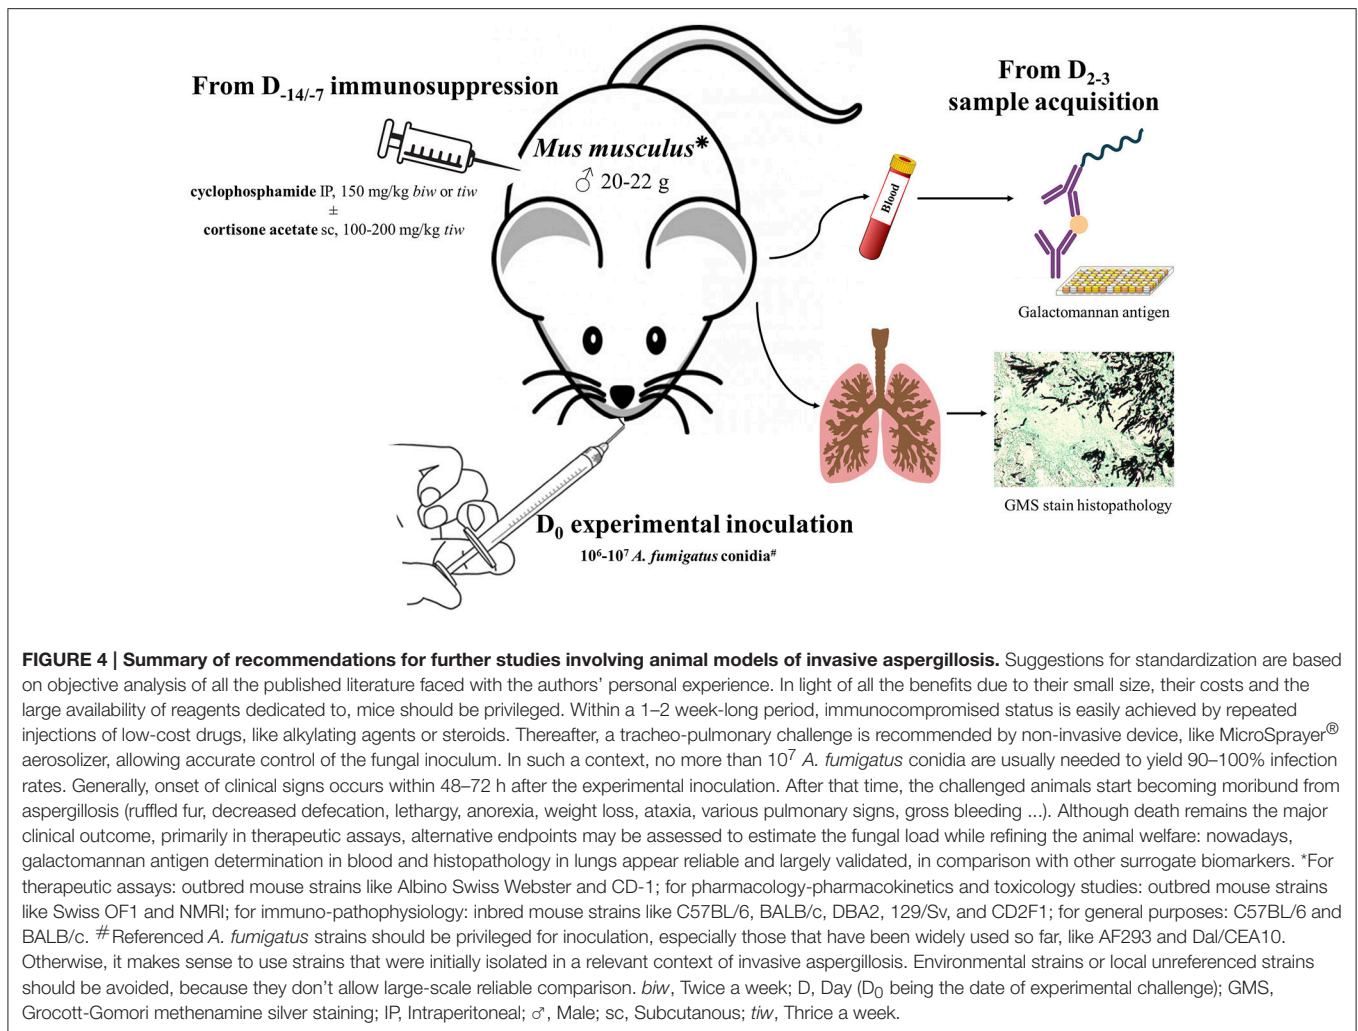 From D-14/-7 immunosuppression
cyclophosphamide IP, 150 mg/kg biw or tiw
±
cortisone acetate sc, 100-200 mg/kg tiw
Mus musculus*
♂ 20-22 g
From D2-3
sample acquisition
Blood
Galactomannan antigen
GMS stain histopathology
D0 experimental inoculation
10⁶-10⁷ A. fumigatus conidia#
FIGURE 4 | Summary of recommendations for further studies involving animal models of invasive aspergillosis. Suggestions for standardization are based
on objective analysis of all the published literature faced with the authors' personal experience. In light of all the benefits due to their small size, their costs and the
large availability of reagents dedicated to, mice should be privileged. Within a 1–2 week-long period, immunocompromised status is easily achieved by repeated
injections of low-cost drugs, like alkylating agents or steroids. Thereafter, a tracheo-pulmonary challenge is recommended by non-invasive device, like MicroSprayer®
aerosolizer, allowing accurate control of the fungal inoculum. In such a context, no more than 10⁷ A. fumigatus conidia are usually needed to yield 90–100% infection
rates. Generally, onset of clinical signs occurs within 48–72 h after the experimental inoculation. After that time, the challenged animals start becoming moribund from
aspergillosis (ruffled fur, decreased defecation, lethargy, anorexia, weight loss, ataxia, various pulmonary signs, gross bleeding ...). Although death remains the major
clinical outcome, primarily in therapeutic assays, alternative endpoints may be assessed to estimate the fungal load while refining the animal welfare: nowadays,
galactomannan antigen determination in blood and histopathology in lungs appear reliable and largely validated, in comparison with other surrogate biomarkers. *For
therapeutic assays: outbred mouse strains like Albino Swiss Webster and CD-1; for pharmacology-pharmacokinetics and toxicology studies: outbred mouse strains
like Swiss OF1 and NMRI; for immuno-pathophysiology: inbred mouse strains like C57BL/6, BALB/c, DBA2, 129/Sv, and CD2F1; for general purposes: C57BL/6 and
BALB/c. #Referenced A. fumigatus strains should be privileged for inoculation, especially those that have been widely used so far, like AF293 and Dal/CEA10.
Otherwise, it makes sense to use strains that were initially isolated in a relevant context of invasive aspergillosis. Environmental strains or local unreferenced strains
should be avoided, because they don't allow large-scale reliable comparison. biw, Twice a week; D, Day (D0 being the date of experimental challenge); GMS,
Grocott-Gomori methenamine silver staining; IP, Intraperitoneal; ♂, Male; sc, Subcutanous; tiw, Thrice a week.